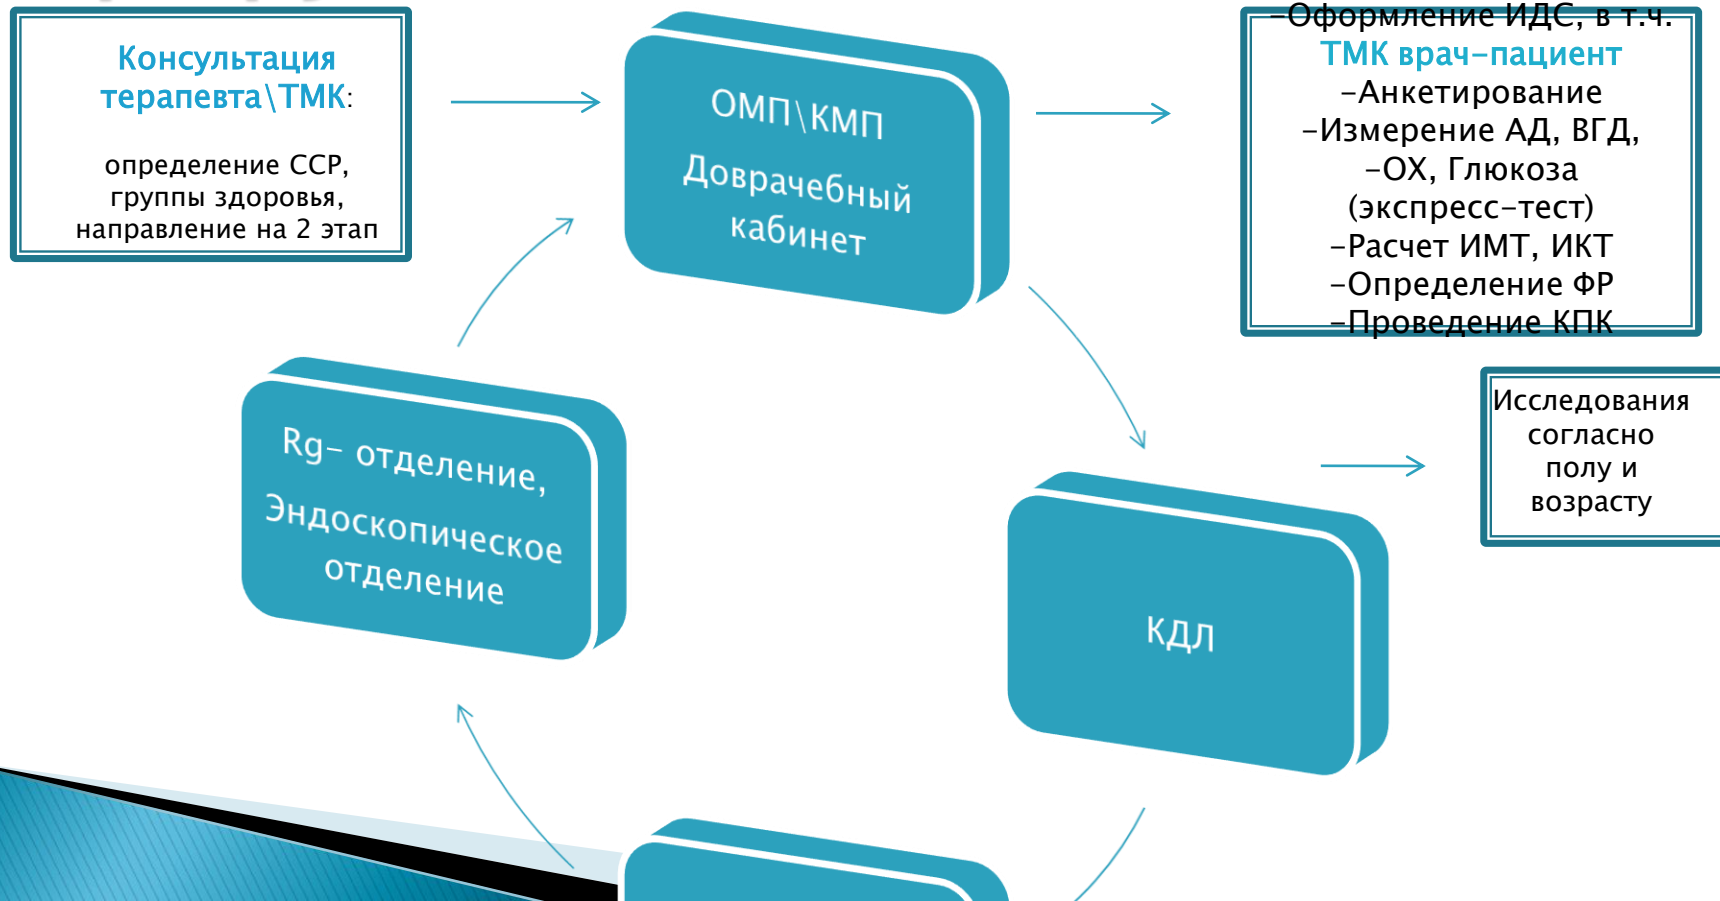 Консультация
терапевта\ТМК:
определение ССР,
группы здоровья,
направление на 2 этап
ОМП\КМП
Доврачебный
кабинет
-Оформление ИДС, в т.ч.
ТМК врач-пациент
-Анкетирование
-Измерение АД, ВГД,
-ОХ, Глюкоза
(экспресс-тест)
-Расчет ИМТ, ИКТ
-Определение ФР
-Проведение КПК
Исследования
согласно
полу и
возрасту
Rg- отделение,
Эндоскопическое
отделение
КДЛ